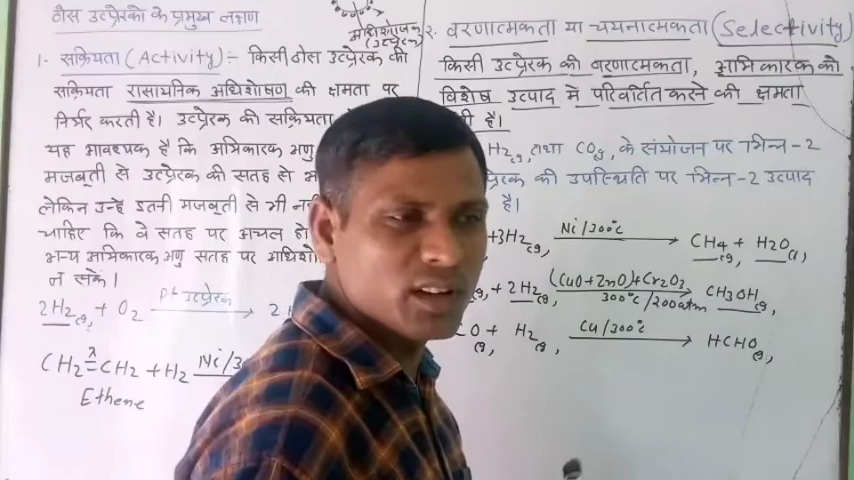 ठोस उत्प्रेरको के प्रमुख लक्षण
अधिशोषक
(उत्प्रेरक)
1. सक्रियता (Activity) :- किसी ठोस उत्प्रेरक की
सक्रियता रासायनिक अधिशोषण की क्षमता पर
निर्भर करती है। उत्प्रेरक की सक्रियता
यह आवश्यक है कि अभिकारक अणु
मजबूती से उत्प्रेरक की सतह हो
लेकिन उन्हे इतनी मजबूती से भी
चाहिए कि वे सतह पर अचल हो
अन्य अभिकारक अणु सतह पर
न सके।
2H2(g) + O2 Pt उत्प्रेरक 2
CH2 = CH2 + H2 Ni/3
Ethene
2. वरणात्मकता या चयनात्मकता (Selectivity)
किसी उत्प्रेरक की वरणात्मकता, अभिकारक को
विशेष उत्पाद मे परिवर्तित करने की क्षमता
है।
H2(g) तथा CO(g) के संयोजन पर भिन्न-2
की उपस्थिति पर भिन्न-2 उत्पाद
है।
+3H2(g) Ni/300°C CH4(g) + H2O(l)
(g) + 2H2(g) (CuO+ZnO)+Cr2O3 300°C/200atm CH3OH(g)
O(g) + H2(g) Cu/300°C HCHO(g)